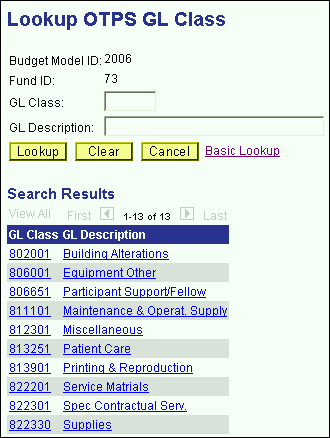 Lookup OTPS GL Class
Budget Model ID: 2006
Fund ID: 73
GL Class:
GL Description:
Lookup Clear Cancel Basic Lookup
Search Results
View All First 1-13 of 13 Last
GL Class GL Description
802001 Building Alterations
806001 Equipment Other
806651 Participant Support/Fellow
811101 Maintenance & Operat. Supply
812301 Miscellaneous
813251 Patient Care
813901 Printing & Reproduction
822201 Service Matrials
822301 Spec Contractual Serv.
822330 Supplies